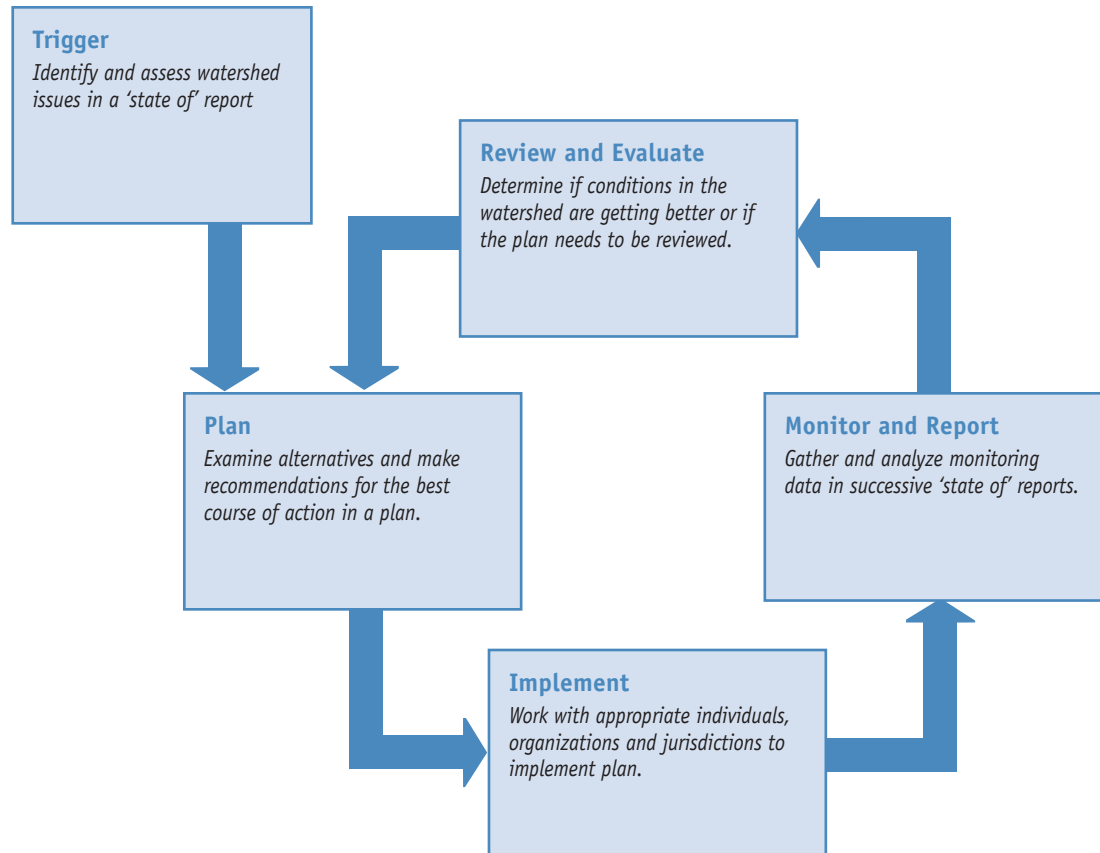 Trigger
Identify and assess watershed
issues in a ‘state of’ report
Review and Evaluate
Determine if conditions in the
watershed are getting better or if
the plan needs to be reviewed.
Plan
Examine alternatives and make
recommendations for the best
course of action in a plan.
Monitor and Report
Gather and analyze monitoring
data in successive ‘state of’ reports.
Implement
Work with appropriate individuals,
organizations and jurisdictions to
implement plan.